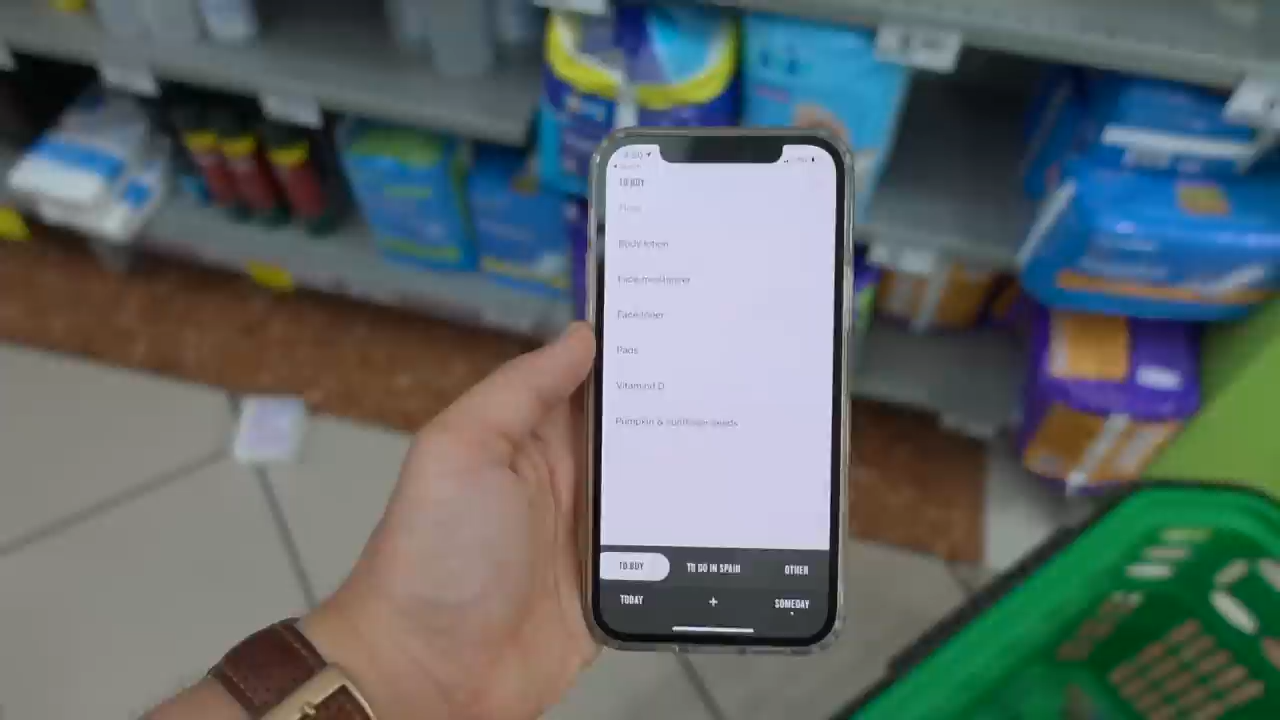 TO BUY
Body lotion
Face moisturizer
Face toner
Pads
Vitamind D
Pumpkin & sunflower seeds
TO BUY
TO DO IN SPAIN
OTHER
TODAY
+
SOMEDAY